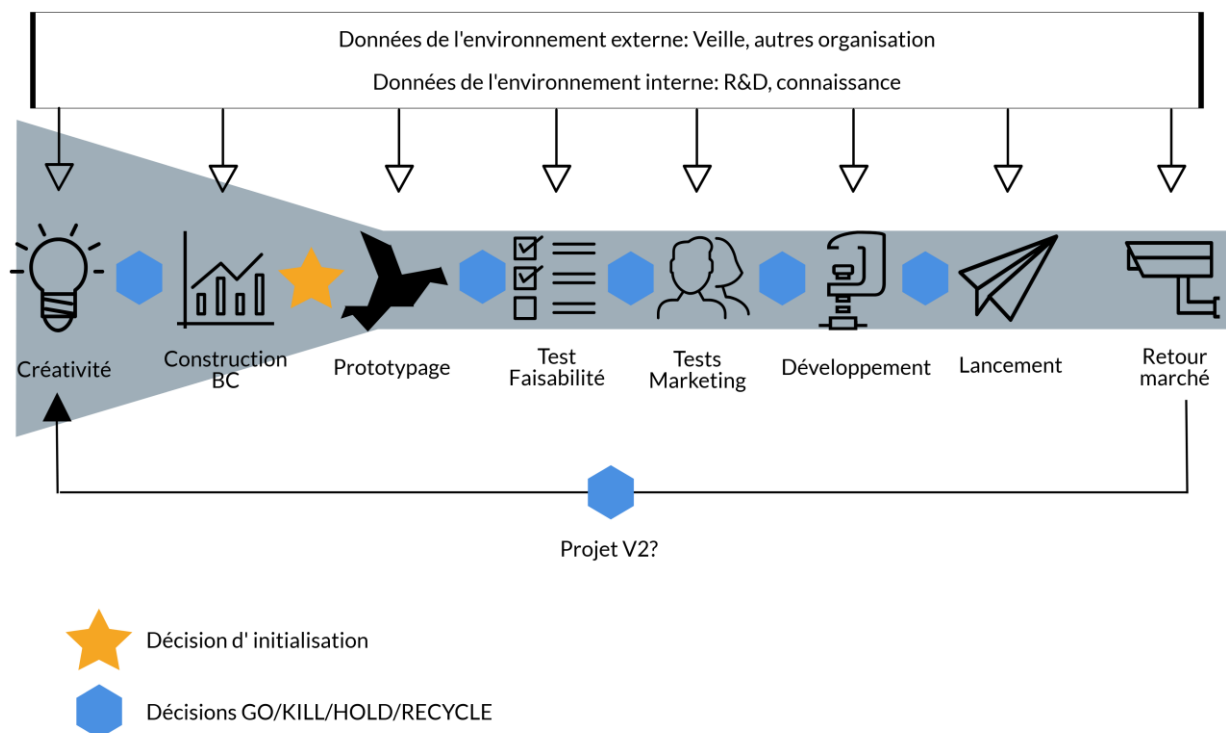 Données de l'environnement externe: Veille, autres organisation
Données de l'environnement interne: R&D, connaissance
Créativité
Construction
BC
Prototypage
Test
Faisabilité
Tests
Marketing
Développement
Lancement
Retour
marché
Projet V2?
Décision d' initialisation
Décisions GO/KILL/HOLD/RECYCLE